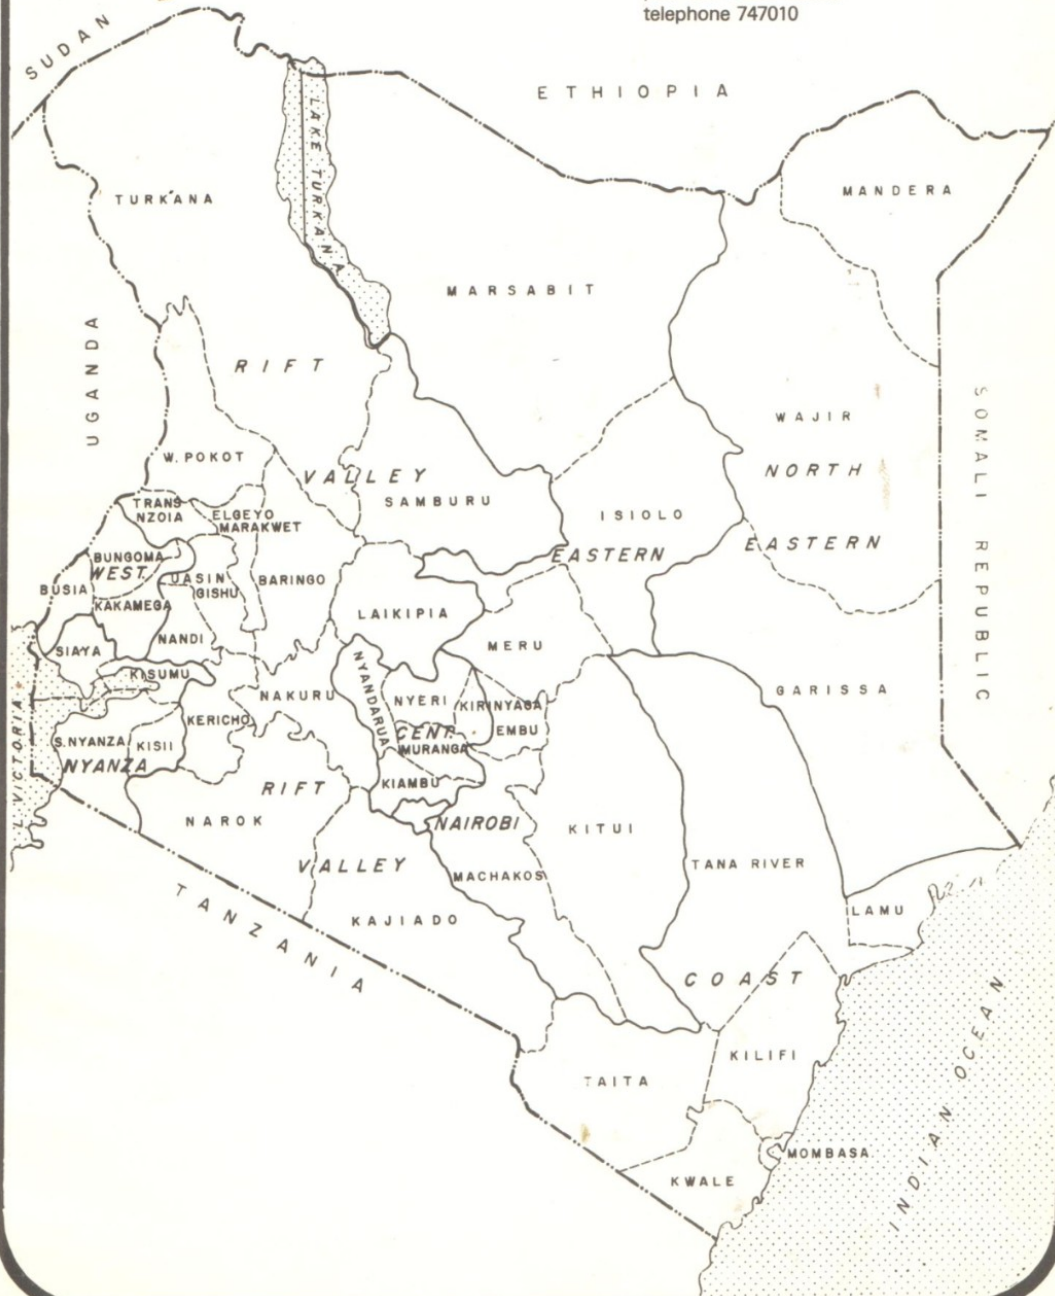 telephone 747010
SUDAN
ETHIOPIA
LAKE TURKANA
MANDERA
TURKANA
MARSABIT
UGANDA
RIFT
SOMALI REPUBLIC
WAJIR
W. POKOT
NORTH
VALLEY
SAMBURU
TRANS
NZOIA
ELGEYO
MARAKWET
ISIOLO
EASTERN
EASTERN
BUNGOMA
WEST.
UASIN
GISHU
BARINGO
BUSIA
KAKAMEGA
LAIKIPIA
NANDI
MERU
SIAYA
KISUMU
NYANDARUA
NAKURU
NYERI
KIRINYAGA
GARISSA
L. VICTORIA
KERICHO
CENT.
EMBU
S. NYANZA
KISII
MURANGA
NYANZA
KIAMBU
RIFT
NAROK
NAIROBI
KITUI
VALLEY
MACHAKOS
TANA RIVER
TANZANIA
KAJIADO
LAMU
COAST
INDIAN OCEAN
KILIFI
TAITA
MOMBASA
KWALE